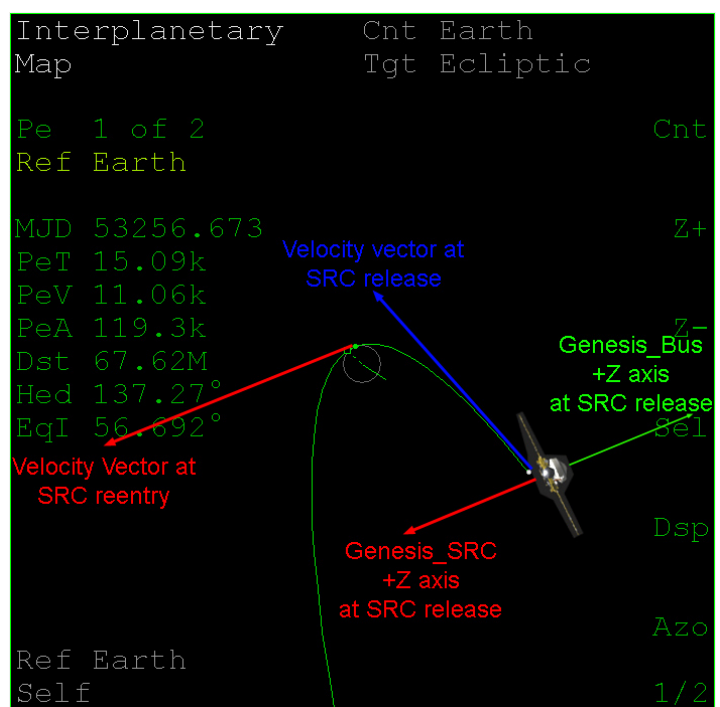 Interplanetary Cnt Earth
Map Tgt Ecliptic
Pe 1 of 2 Cnt
Ref Earth
MJD 53256.673 Z+
PeT 15.09k
PeV 11.06k
PeA 119.3k Z-
Dst 67.62M
Hed 137.27°
EqI 56.692° Sel
Velocity vector at
SRC release
Genesis_Bus
+Z axis
at SRC release
Velocity Vector at
SRC reentry
Genesis_SRC
+Z axis
at SRC release
Dsp
Azo
Ref Earth
Self 1/2